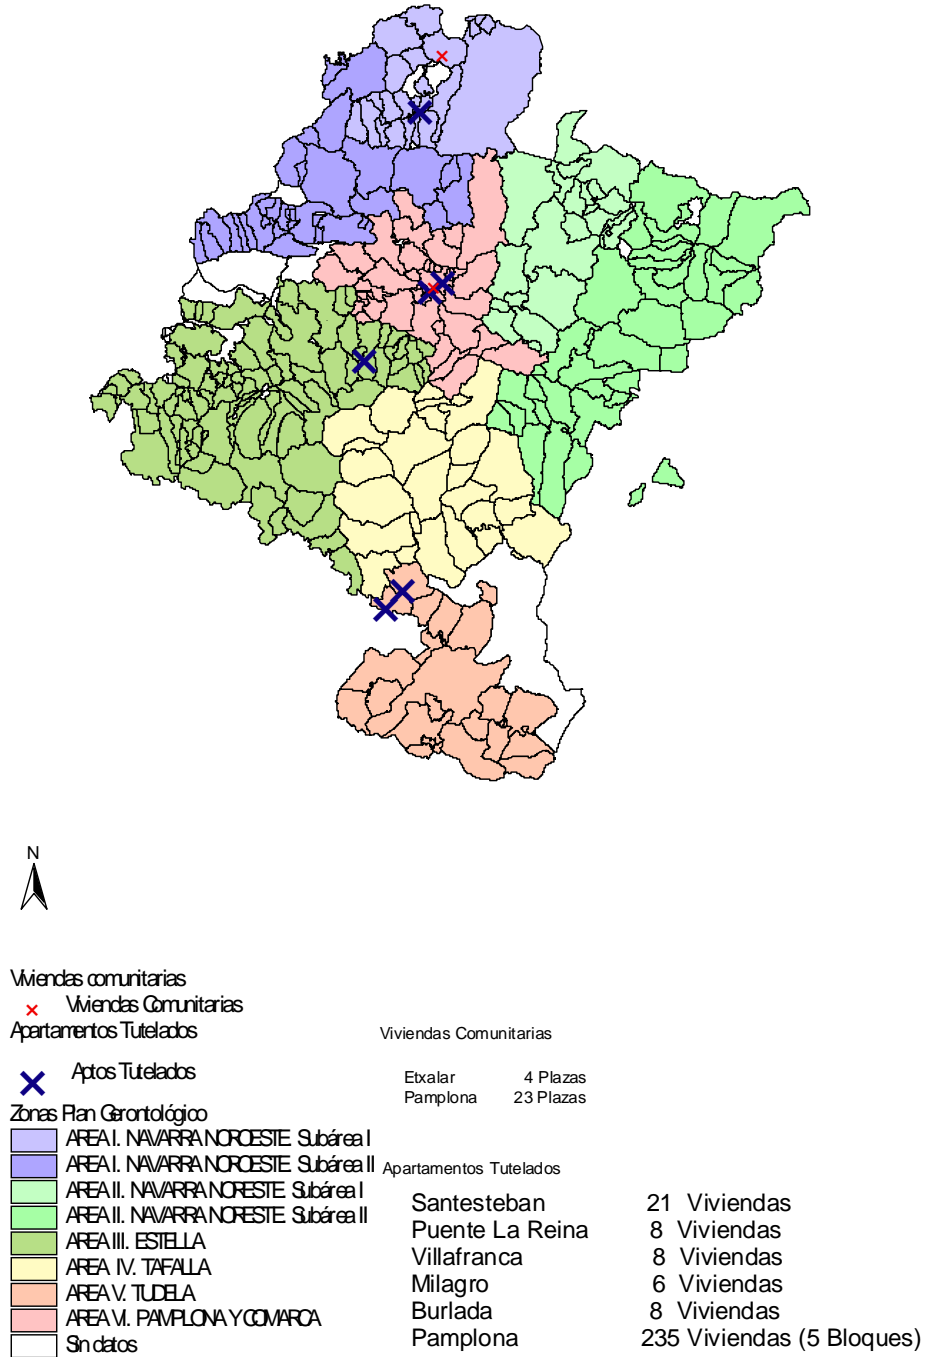 N
Viviendas comunitarias
Viviendas Comunitarias
Apartamentos Tutelados
Aptos Tutelados
Zonas Plan Gerontológico
AREA I. NAVARRA NOROESTE. Subárea I
AREA I. NAVARRA NOROESTE. Subárea II
AREA II. NAVARRA NORESTE. Subárea I
AREA II. NAVARRA NORESTE. Subárea II
AREA III. ESTELLA
AREA IV. TAFALLA
AREA V. TUDELA
AREA VI. PAMPLONA Y COMARCA
Sin datos
Viviendas Comunitarias
Etxalar 4 Plazas
Pamplona 23 Plazas
Apartamentos Tutelados
Santesteban 21 Viviendas
Puente La Reina 8 Viviendas
Villafranca 8 Viviendas
Milagro 6 Viviendas
Burlada 8 Viviendas
Pamplona 235 Viviendas (5 Bloques)